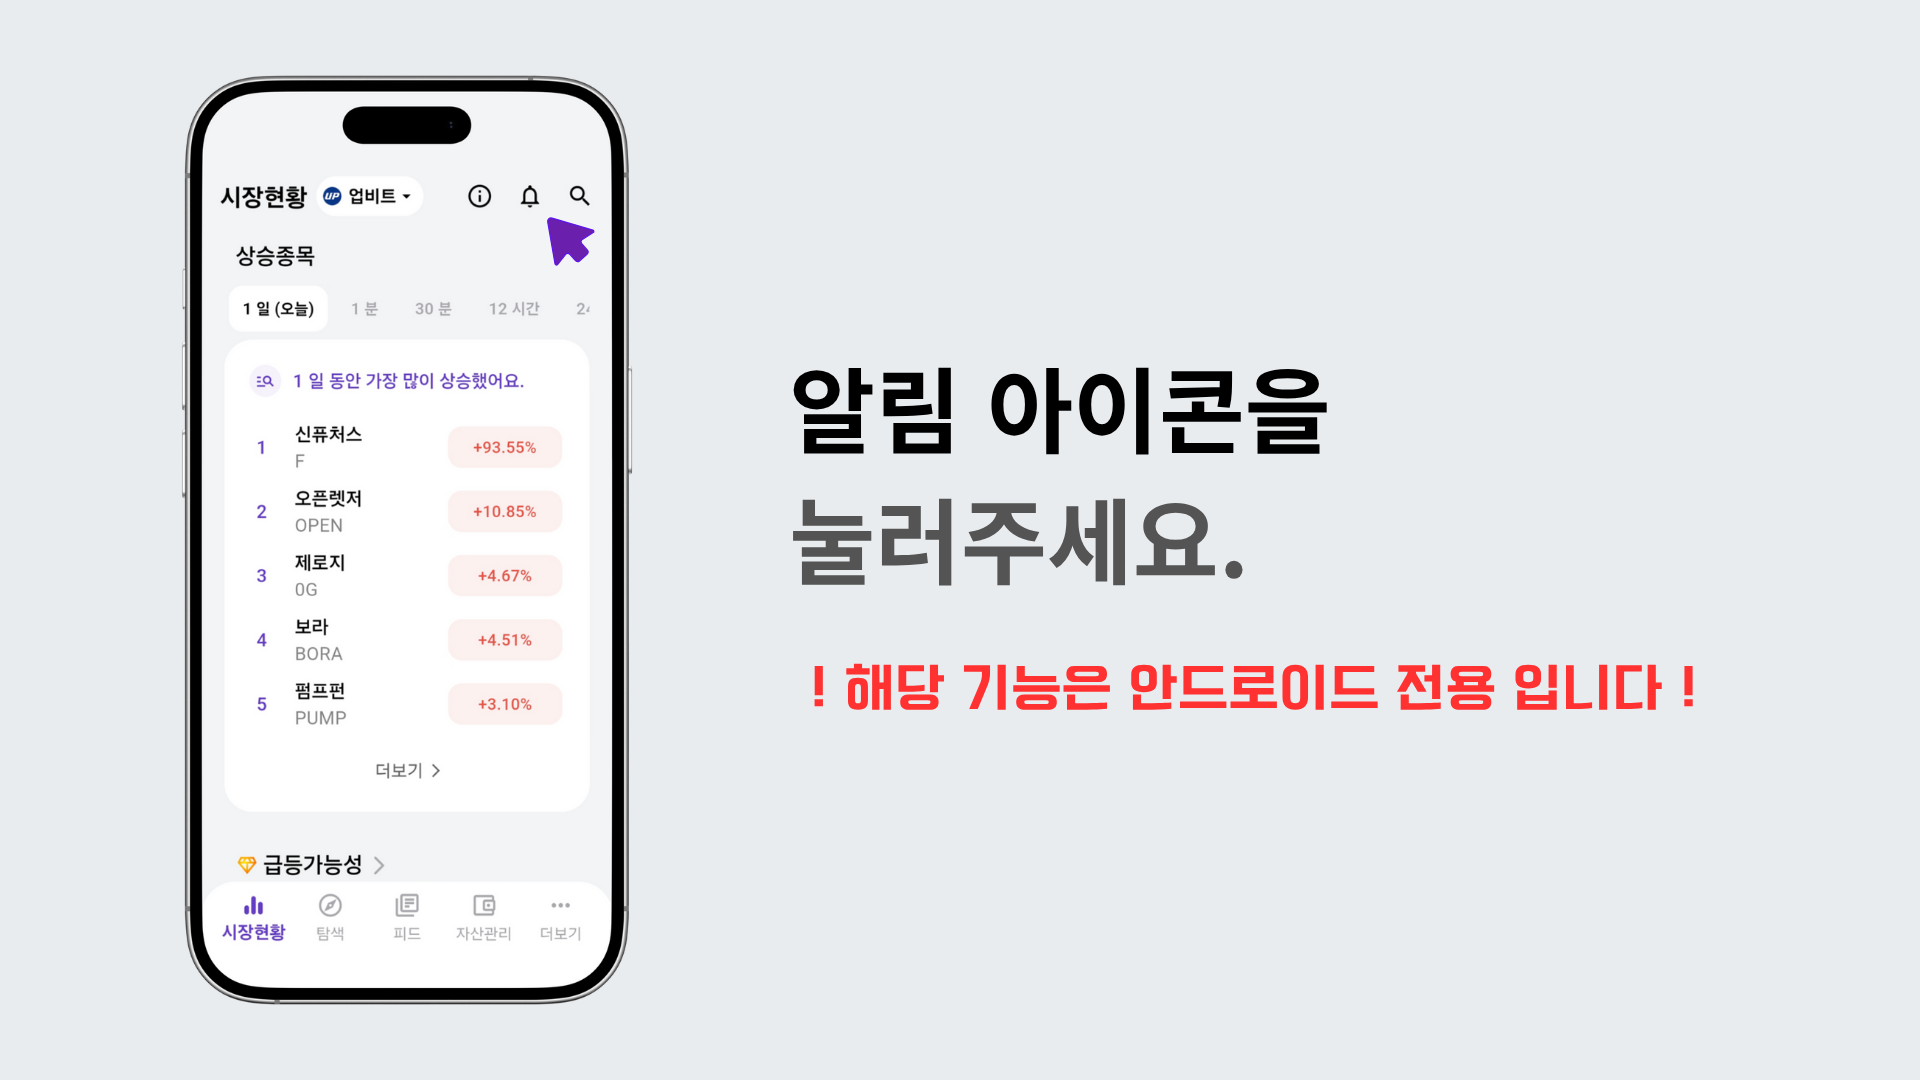 시장현황 UP 업비트
상승종목
1 일 (오늘) 1 분 30 분 12 시간
1 일 동안 가장 많이 상승했어요.
1 신퓨처스 +93.55%
F
2 오픈렛저 +10.85%
OPEN
3 제로지 +4.67%
0G
4 보라 +4.51%
BORA
5 펌프펀 +3.10%
PUMP
더보기 >
급등가능성 >
시장현황 탐색 피드 자산관리 더보기
알림 아이콘을
눌러주세요.
! 해당 기능은 안드로이드 전용 입니다 !